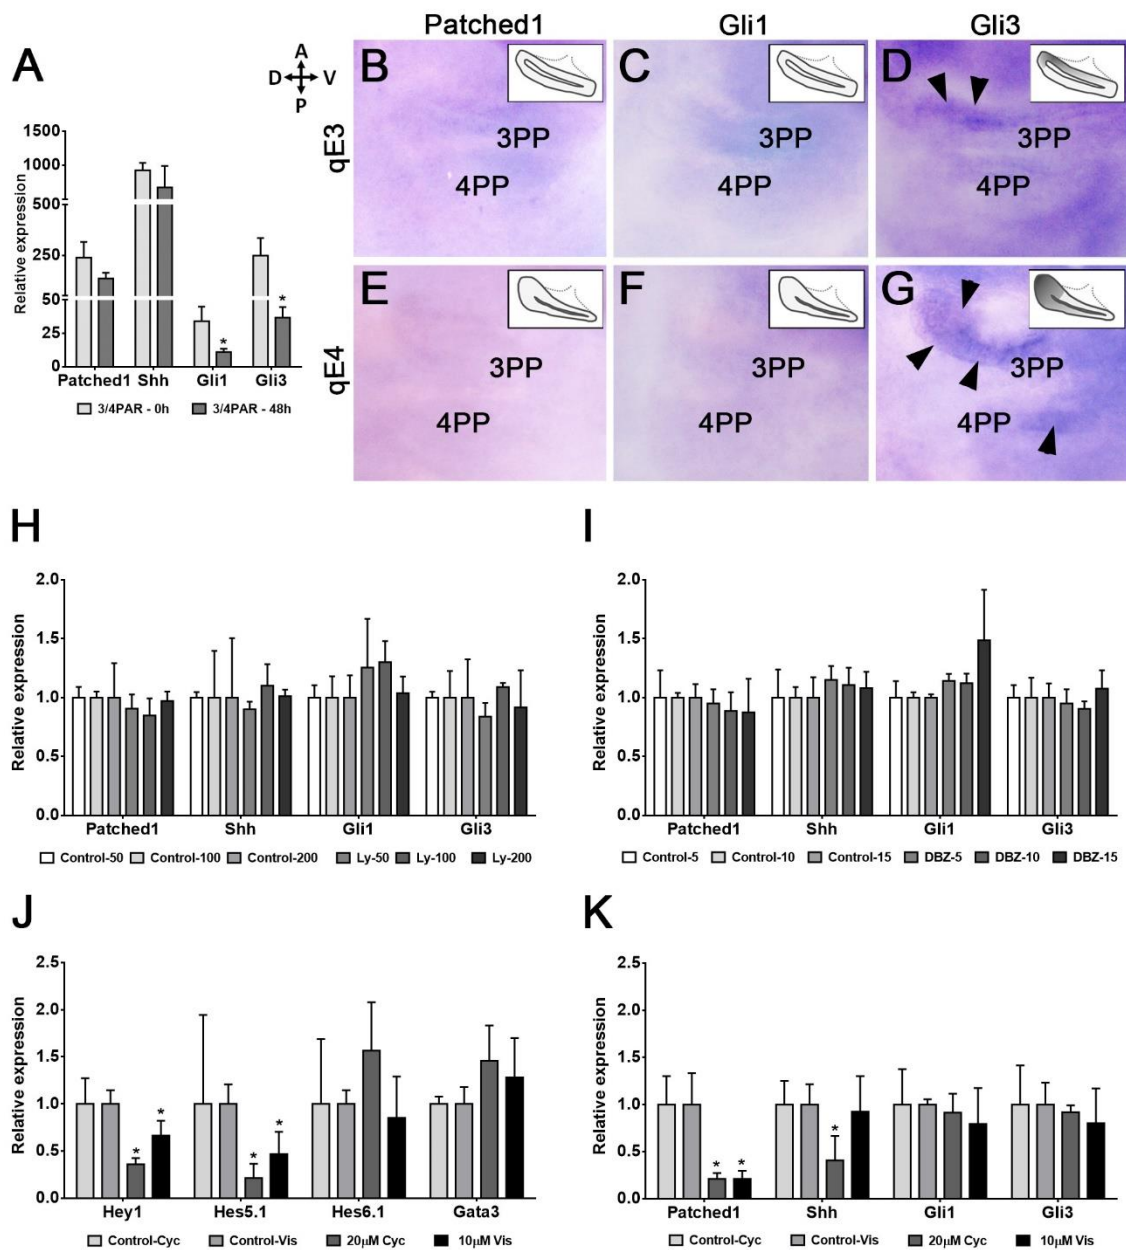 Patched1 Gli1 Gli3
A
A
D V
P
B C D
qE3
3PP 3PP 3PP
4PP 4PP 4PP
E F G
qE4
3PP 3PP 3PP
4PP 4PP 4PP
Relative expression
1500
1000
500
250
50
25
0
* *
Patched1 Shh Gli1 Gli3
3/4PAR - 0h 3/4PAR - 48h
H
Relative expression
2.0
1.5
1.0
0.5
0.0
Patched1 Shh Gli1 Gli3
Control-50 Control-100 Control-200 Ly-50 Ly-100 Ly-200
I
Relative expression
2.0
1.5
1.0
0.5
0.0
Patched1 Shh Gli1 Gli3
Control-5 Control-10 Control-15 DBZ-5 DBZ-10 DBZ-15
J
Relative expression
2.5
2.0
1.5
1.0
0.5
0.0
* * * *
Hey1 Hes5.1 Hes6.1 Gata3
Control-Cyc Control-Vis 20µM Cyc 10µM Vis
K
Relative expression
2.5
2.0
1.5
1.0
0.5
0.0
* * *
Patched1 Shh Gli1 Gli3
Control-Cyc Control-Vis 20µM Cyc 10µM Vis